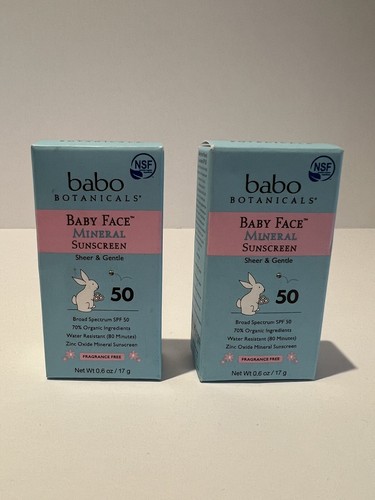 NSF
babo
BOTANICALS®
BABY FACE™
MINERAL
SUNSCREEN
Sheer & Gentle
50
Broad Spectrum SPF 50
70% Organic Ingredients
Water Resistant (80 Minutes)
Zinc Oxide Mineral Sunscreen
FRAGRANCE FREE
Net Wt 0.6 oz / 17 g
NSF
babo
BOTANICALS®
BABY FACE™
MINERAL
SUNSCREEN
Sheer & Gentle
50
Broad Spectrum SPF 50
70% Organic Ingredients
Water Resistant (80 Minutes)
Zinc Oxide Mineral Sunscreen
FRAGRANCE FREE
Net Wt 0.6 oz / 17 g